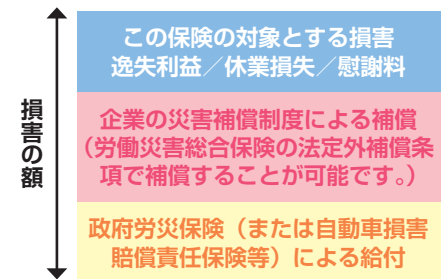 損害の額
この保険の対象とする損害
逸失利益／休業損失／慰謝料
企業の災害補償制度による補償
（労働災害総合保険の法定外補償条
項で補償することが可能です。）
政府労災保険（または自動車損害
賠償責任保険等）による給付